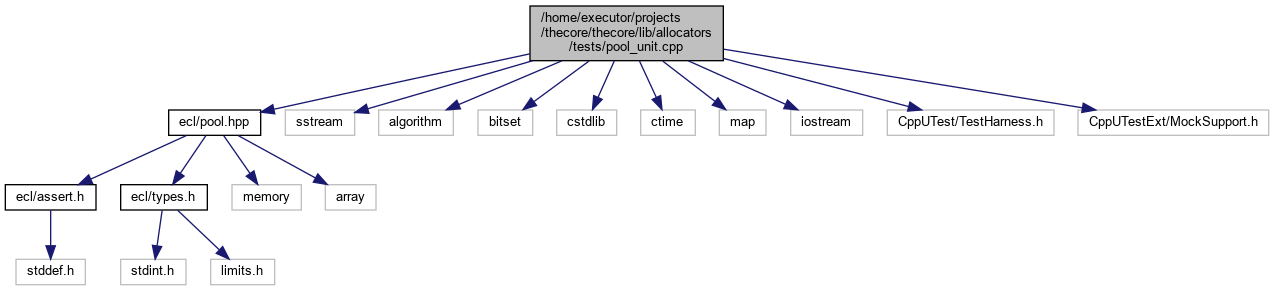 /home/executor/projects
/thecore/thecore/lib/allocators
/tests/pool_unit.cpp
ecl/pool.hpp
sstream
algorithm
bitset
cstdlib
ctime
map
iostream
CppUTest/TestHarness.h
CppUTestExt/MockSupport.h
ecl/assert.h
ecl/types.h
memory
array
stddef.h
stdint.h
limits.h